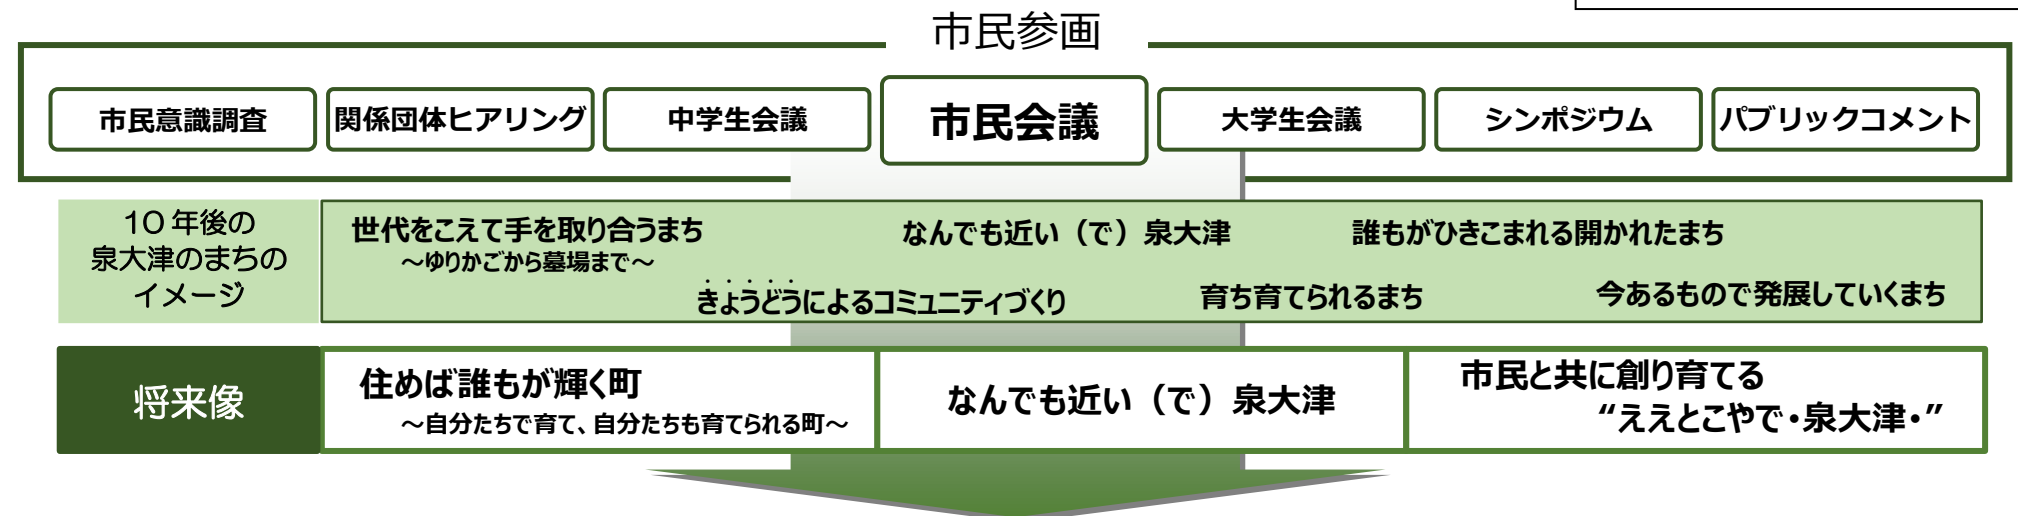 市民参画
市民意識調査
関係団体ヒアリング
中学生会議
市民会議
大学生会議
シンポジウム
パブリックコメント
10年後の
泉大津のまちの
イメージ
世代をこえて手を取り合うまち
～ゆりかごから墓場まで～
なんでも近い（で）泉大津
誰もがひきこまれる開かれたまち
きょうどうによるコミュニティづくり
育ち育てられるまち
今あるもので発展していくまち
将来像
住めば誰もが輝く町
～自分たちで育て、自分たちも育てられる町～
なんでも近い（で）泉大津
市民と共に創り育てる
“ええとこやで・泉大津・”